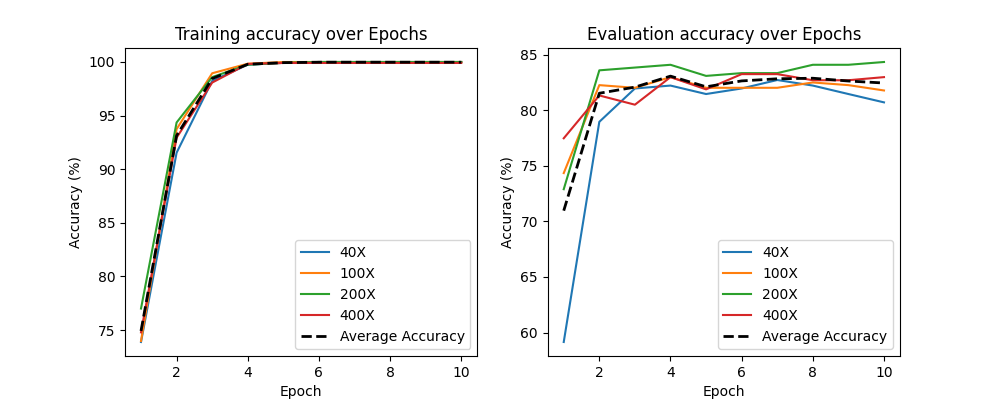 Training accuracy over Epochs
Accuracy (%)
100
95
90
85
80
75
2 4 6 8 10
Epoch
40X
100X
200X
400X
Average Accuracy
Evaluation accuracy over Epochs
Accuracy (%)
85
80
75
70
65
60
2 4 6 8 10
Epoch
40X
100X
200X
400X
Average Accuracy